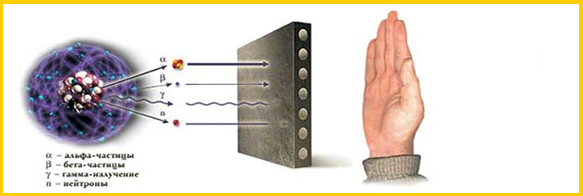 α
β
γ
n
α – альфа-частицы
β – бета-частицы
γ – гамма-излучение
n – нейтроны